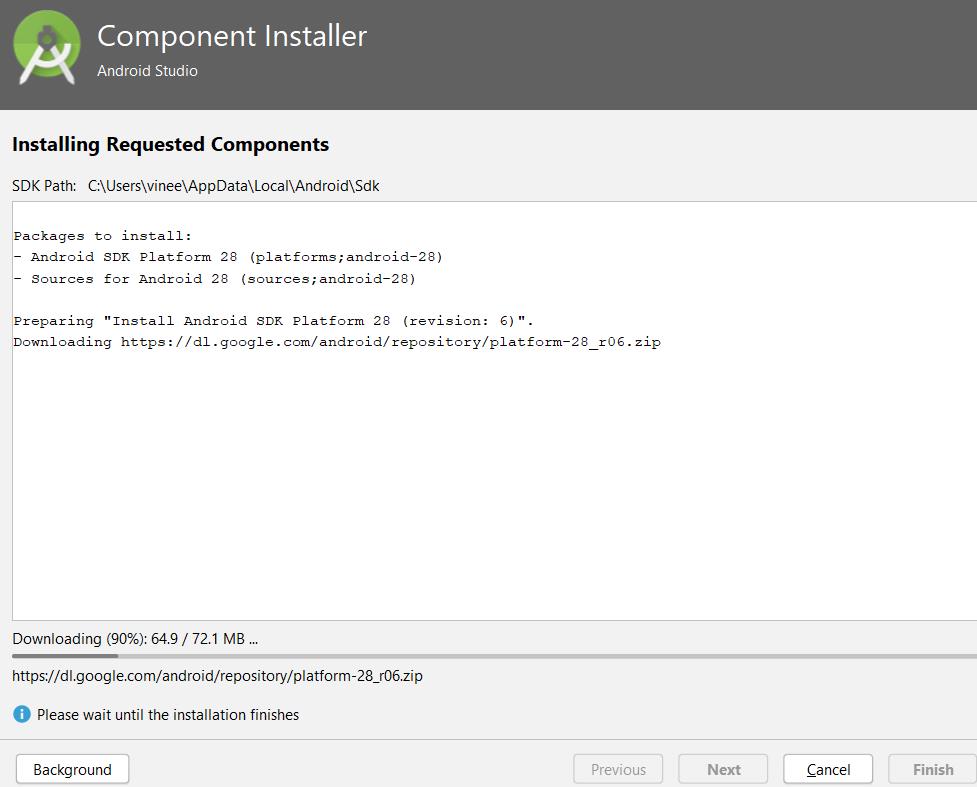 Component Installer
Android Studio
Installing Requested Components
SDK Path: C:\Users\vinee\AppData\Local\Android\Sdk
Packages to install:
- Android SDK Platform 28 (platforms;android-28)
- Sources for Android 28 (sources;android-28)
Preparing "Install Android SDK Platform 28 (revision: 6)".
Downloading https://dl.google.com/android/repository/platform-28_r06.zip
Downloading (90%): 64.9 / 72.1 MB ...
https://dl.google.com/android/repository/platform-28_r06.zip
Please wait until the installation finishes
Background Previous Next Cancel Finish